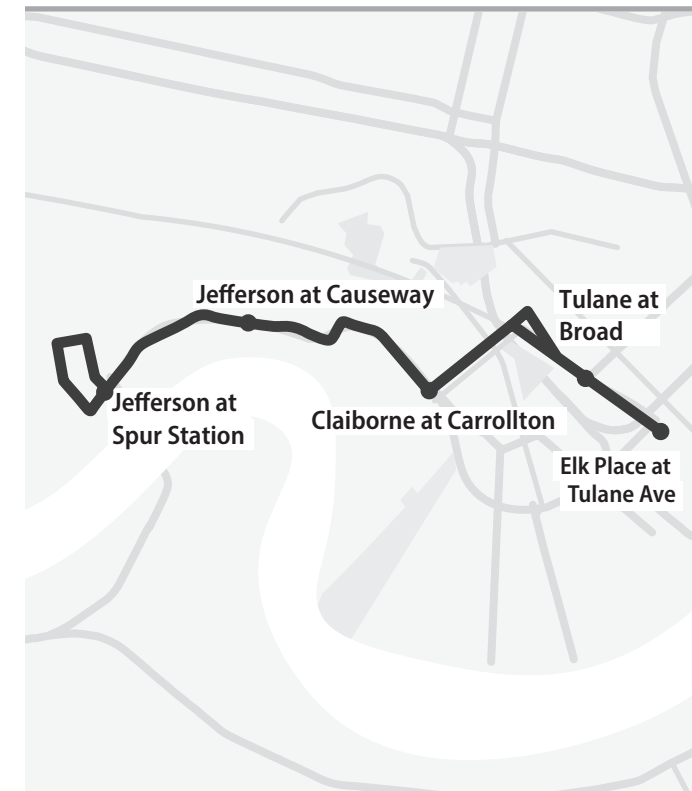 Jefferson at Causeway
Tulane at
Broad
Jefferson at
Spur Station
Claiborne at Carrollton
Elk Place at
Tulane Ave